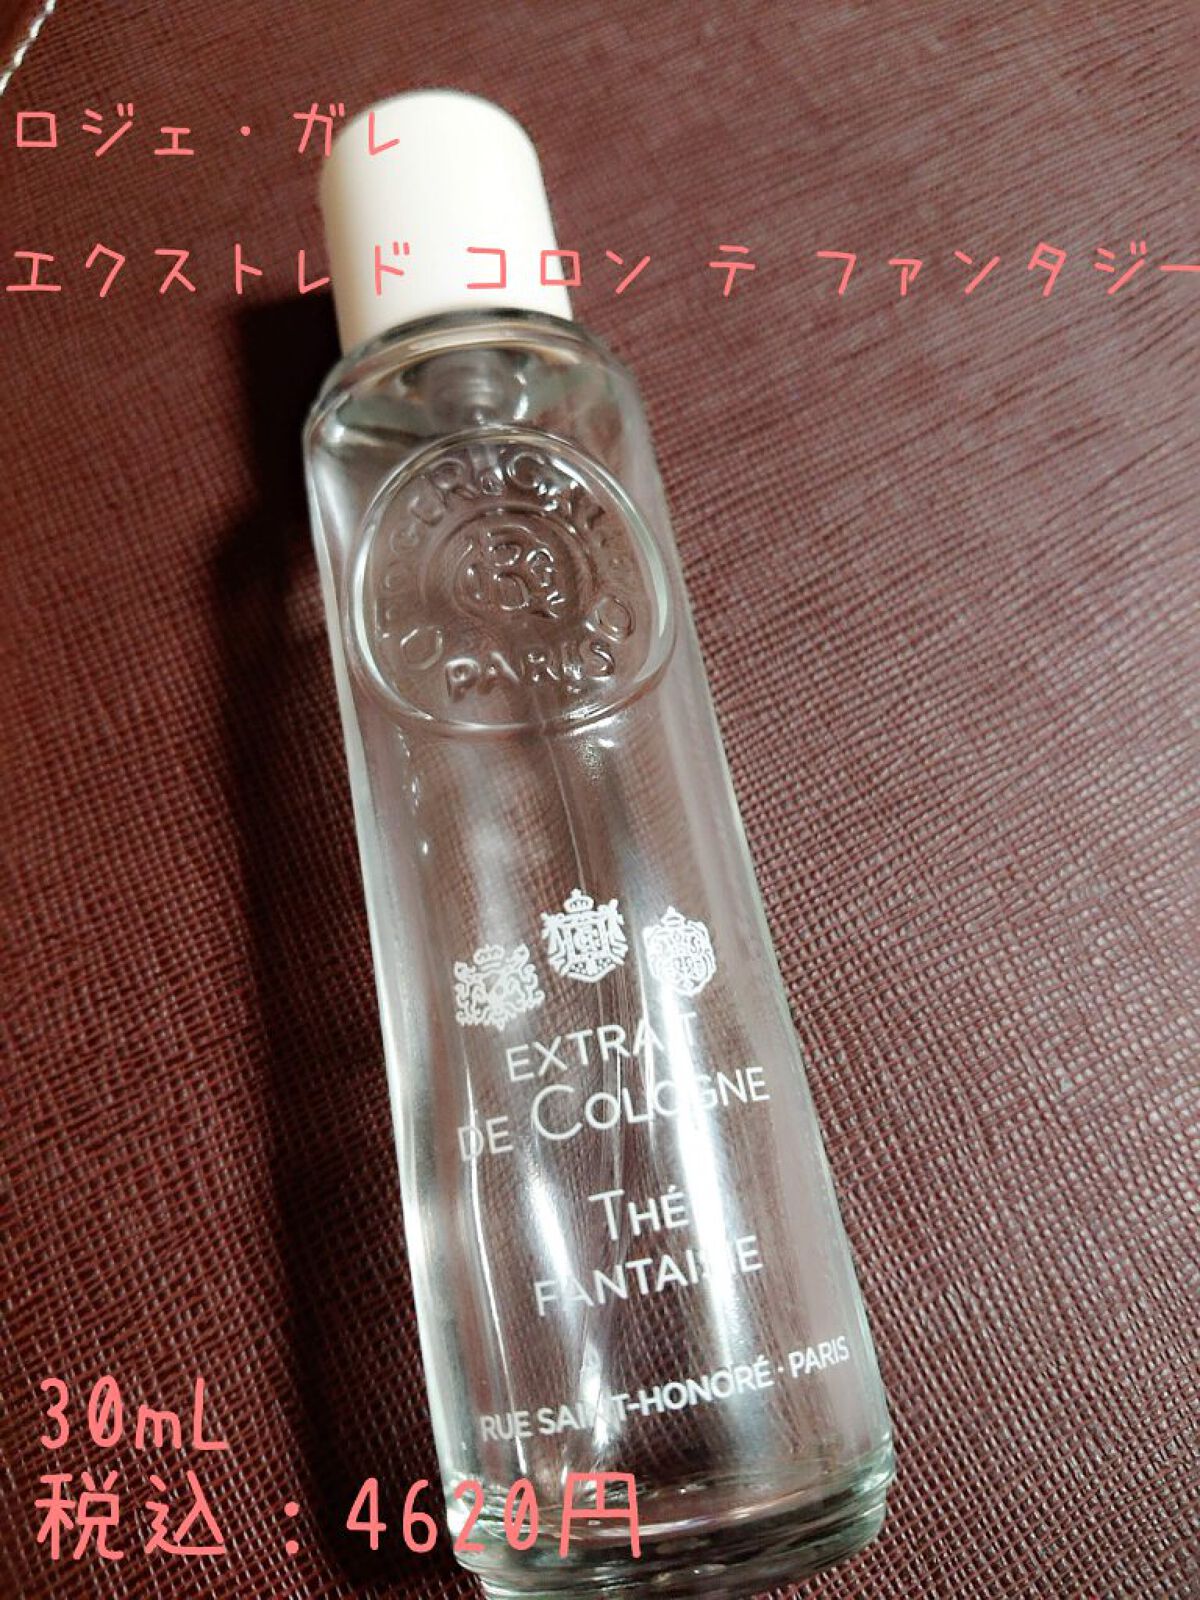 ロジェ・ガレ
エクストレド コロン テ ファンタジー
ROGER & GALLET
PARIS
EXTRAIT
DE COLOGNE
THÉ
FANTAISIE
RUE SAINT-HONORÉ · PARIS
30mL
税込：4620円